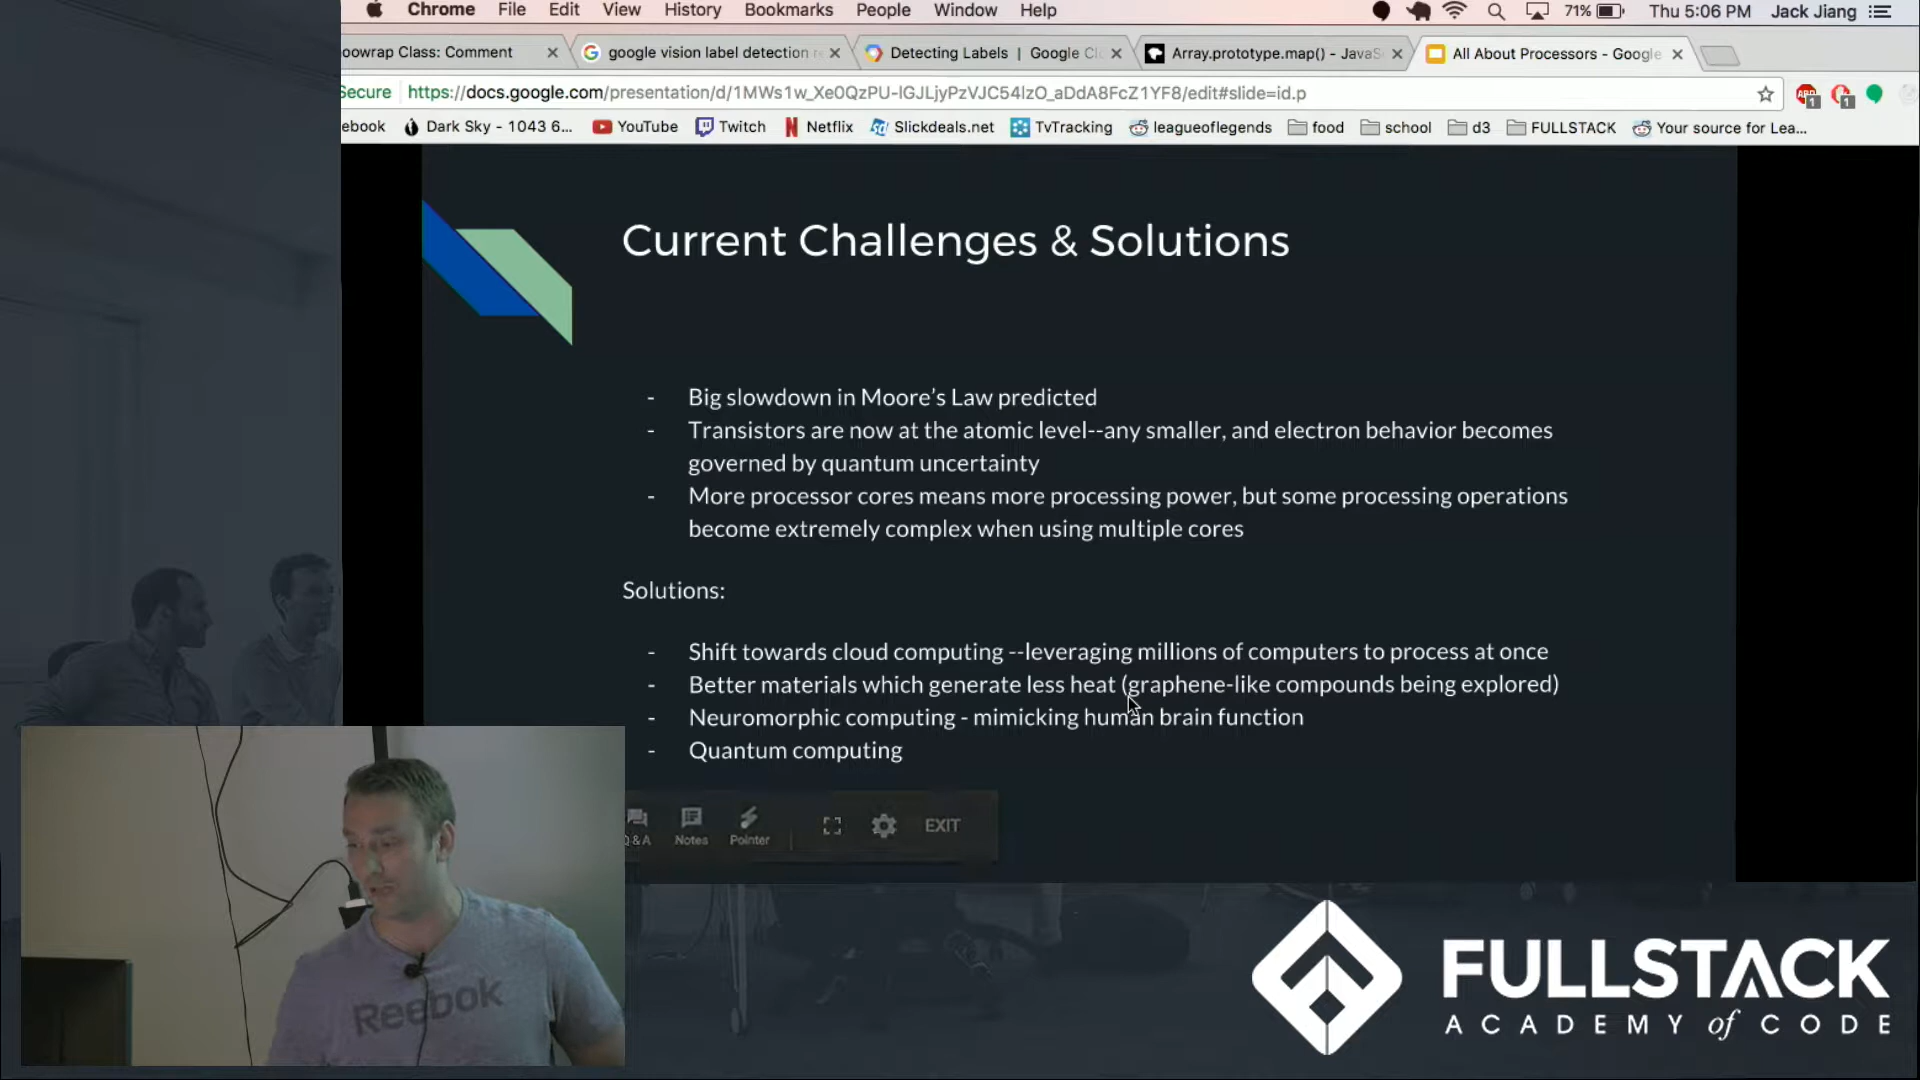 Chrome File Edit View History Bookmarks People Window Help 71% Thu 5:06 PM Jack Jiang
oowrap Class: Comment google vision label detection Detecting Labels | Google Cl Array.prototype.map() - JavaS All About Processors - Google
Secure https://docs.google.com/presentation/d/1MWs1w_Xe0QzPU-lGJLjyPzVJC54lzO_aDdA8FcZ1YF8/edit#slide=id.p
ebook Dark Sky - 1043 6... YouTube Twitch Netflix Slickdeals.net TvTracking leagueoflegends food school d3 FULLSTACK Your source for Lea...
Current Challenges & Solutions
- Big slowdown in Moore’s Law predicted
- Transistors are now at the atomic level--any smaller, and electron behavior becomes
governed by quantum uncertainty
- More processor cores means more processing power, but some processing operations
become extremely complex when using multiple cores
Solutions:
- Shift towards cloud computing --leveraging millions of computers to process at once
- Better materials which generate less heat (graphene-like compounds being explored)
- Neuromorphic computing - mimicking human brain function
- Quantum computing
Q&A Notes Pointer EXIT
Reebok
FULLSTACK
ACADEMY of CODE